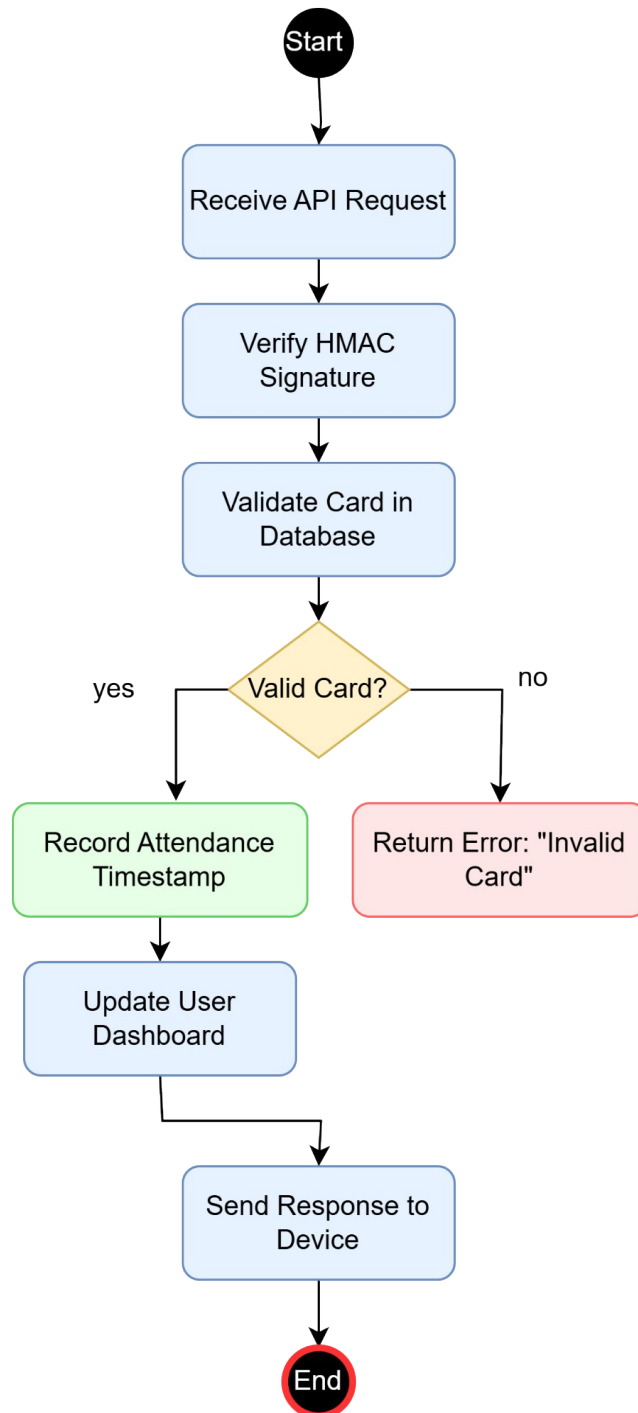 Start
Receive API Request
Verify HMAC
Signature
Validate Card in
Database
Valid Card?
yes
no
Record Attendance
Timestamp
Return Error: "Invalid
Card"
Update User
Dashboard
Send Response to
Device
End